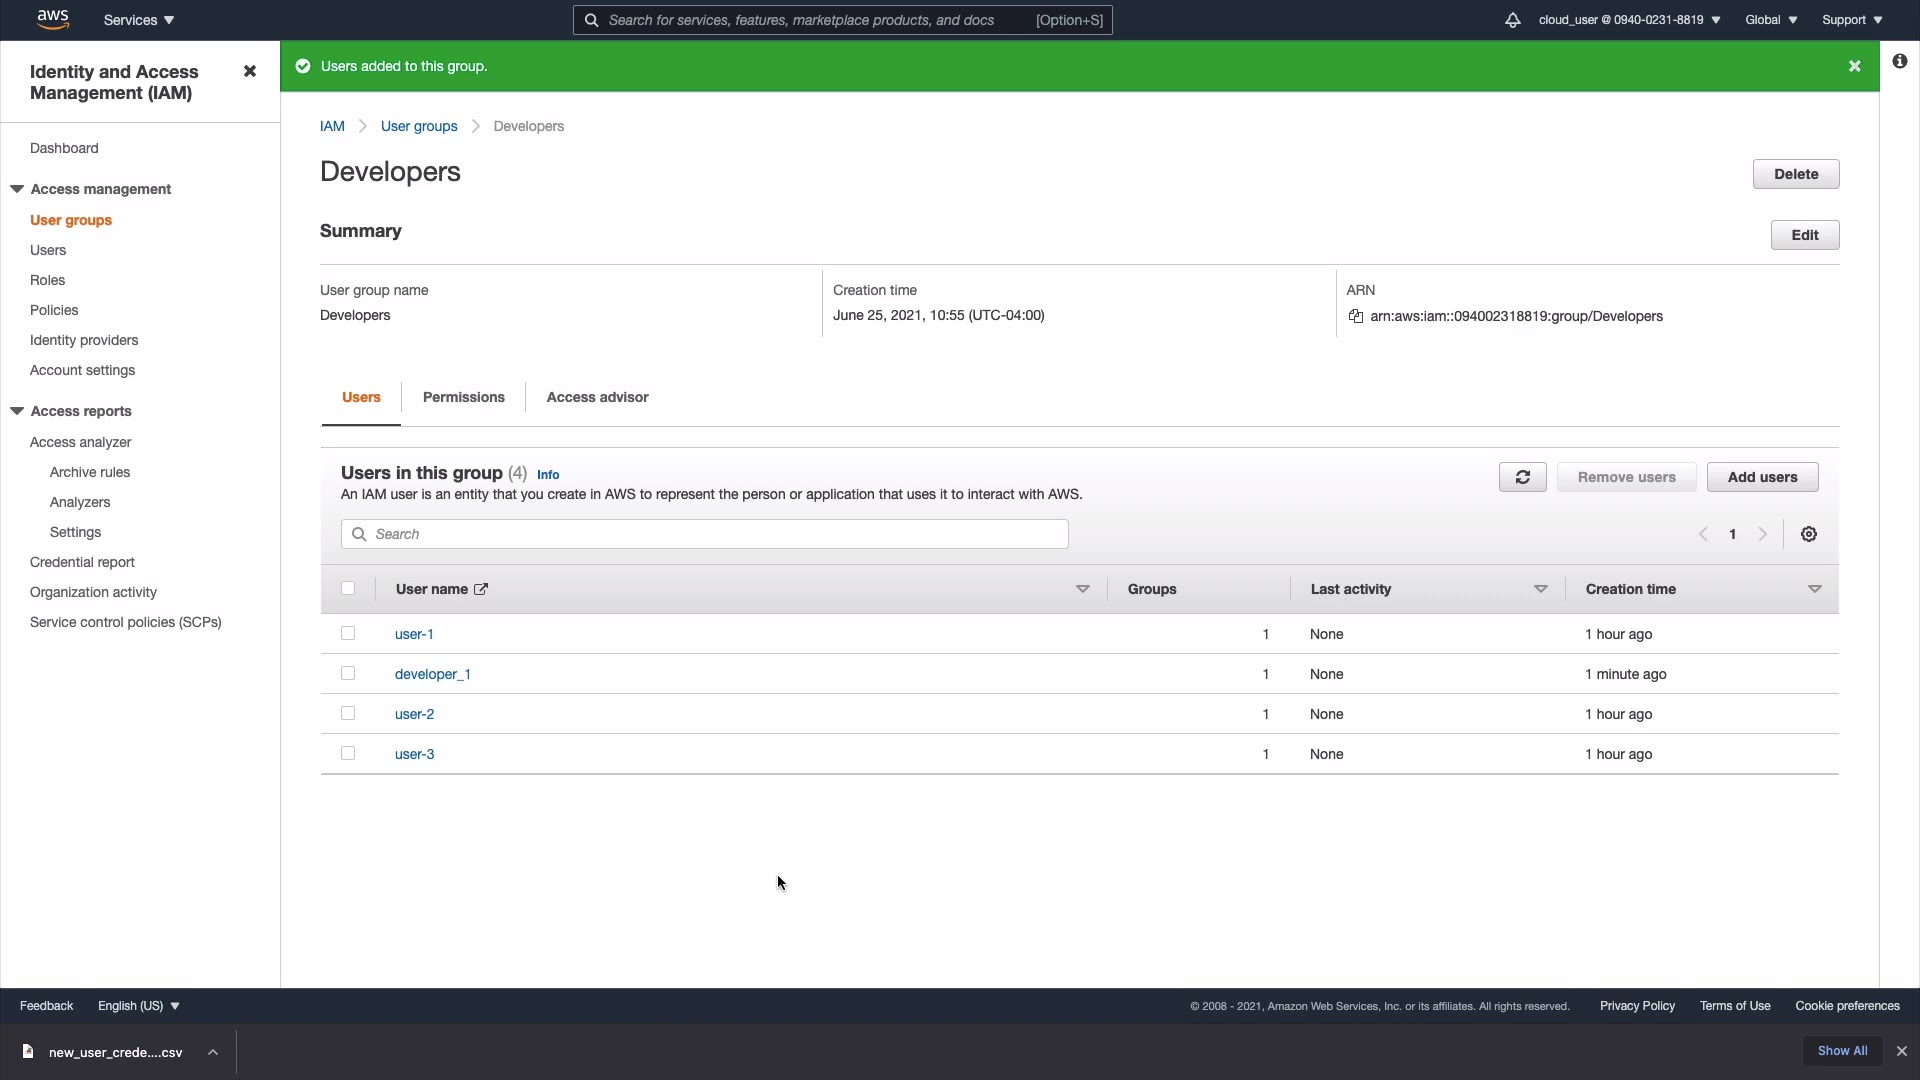 aws
Services
Search for services, features, marketplace products, and docs
[Option+S]
cloud_user @ 0940-0231-8819
Global
Support
Identity and Access
Management (IAM)
Dashboard
Access management
User groups
Users
Roles
Policies
Identity providers
Account settings
Access reports
Access analyzer
Archive rules
Analyzers
Settings
Credential report
Organization activity
Service control policies (SCPs)
Users added to this group.
IAM > User groups > Developers
Developers
Delete
Summary
Edit
User group name
Developers
Creation time
June 25, 2021, 10:55 (UTC-04:00)
ARN
arn:aws:iam::094002318819:group/Developers
Users
Permissions
Access advisor
Users in this group (4) Info
An IAM user is an entity that you create in AWS to represent the person or application that uses it to interact with AWS.
Remove users
Add users
Search
1
User name Groups Last activity Creation time
user-1 1 None 1 hour ago
developer_1 1 None 1 minute ago
user-2 1 None 1 hour ago
user-3 1 None 1 hour ago
Feedback
English (US)
© 2008 - 2021, Amazon Web Services, Inc. or its affiliates. All rights reserved.
Privacy Policy
Terms of Use
Cookie preferences
new_user_crede....csv
Show All